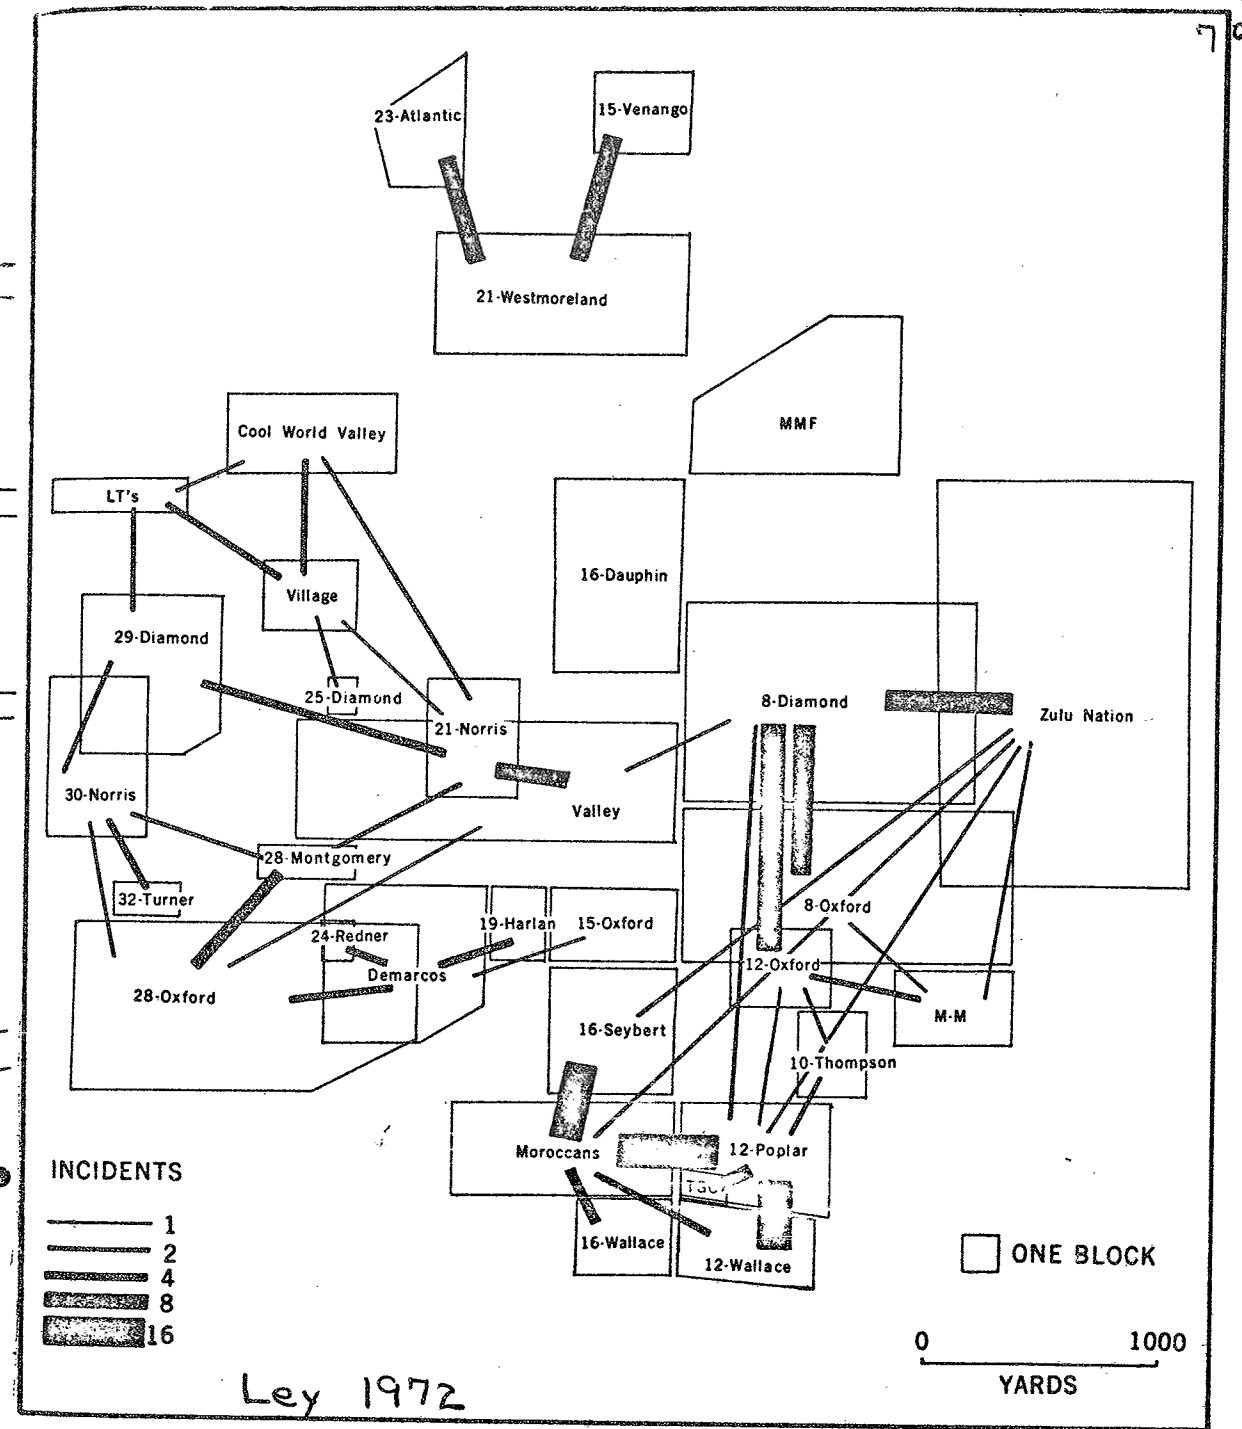 7
23-Atlantic
15-Venango
21-Westmoreland
MMF
Cool World Valley
LT's
16-Dauphin
Village
29-Diamond
25-Diamond
8-Diamond
Zulu Nation
21-Norris
30-Norris
Valley
28-Montgomery
32-Turner
8-Oxford
24-Redner
19-Harlan
15-Oxford
Demarcos
12-Oxford
28-Oxford
M-M
16-Seybert
10-Thompson
Moroccans
12-Poplar
INCIDENTS
1
2
4
8
16
16-Wallace
12-Wallace
ONE BLOCK
0 1000
YARDS
Ley 1972